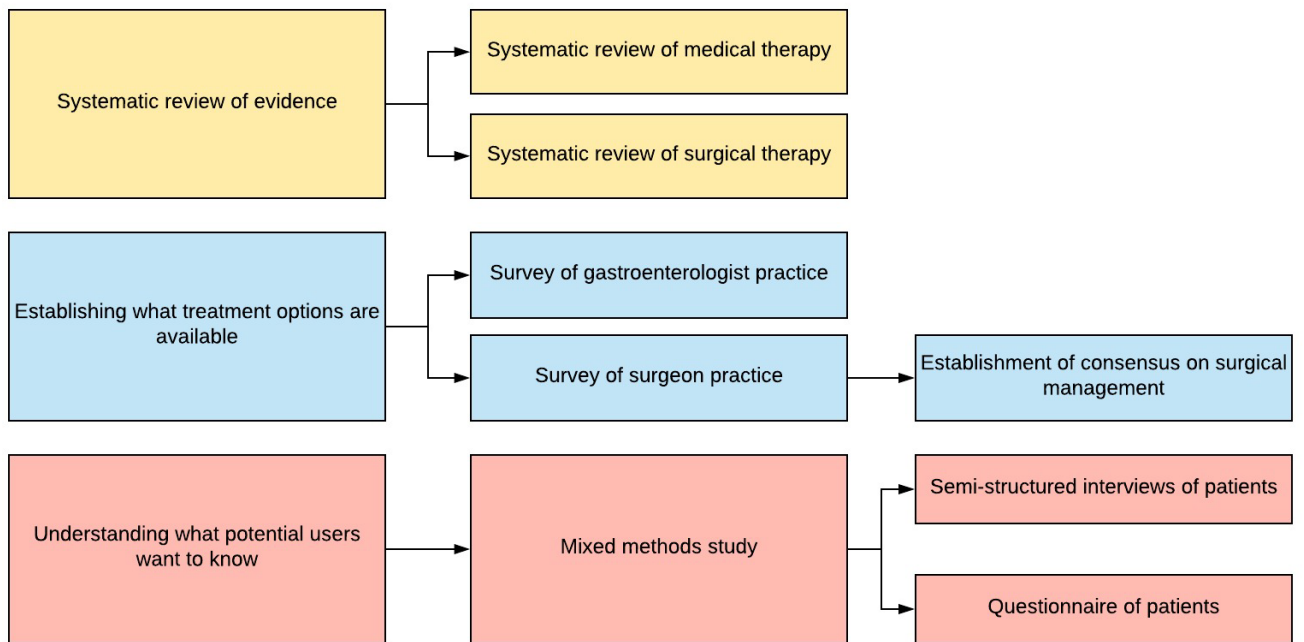 Systematic review of evidence
Systematic review of medical therapy
Systematic review of surgical therapy
Establishing what treatment options are
available
Survey of gastroenterologist practice
Survey of surgeon practice
Establishment of consensus on surgical
management
Understanding what potential users
want to know
Mixed methods study
Semi-structured interviews of patients
Questionnaire of patients